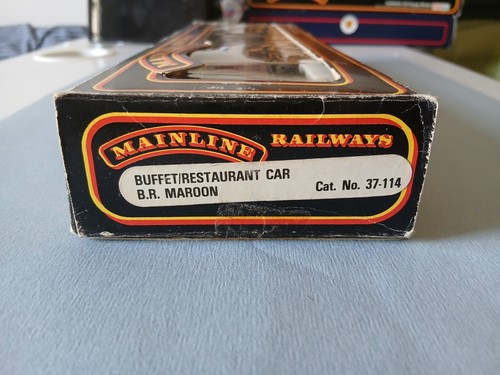 MAINLINE RAILWAYS
BUFFET/RESTAURANT CAR
B.R. MAROON
Cat. No. 37-114